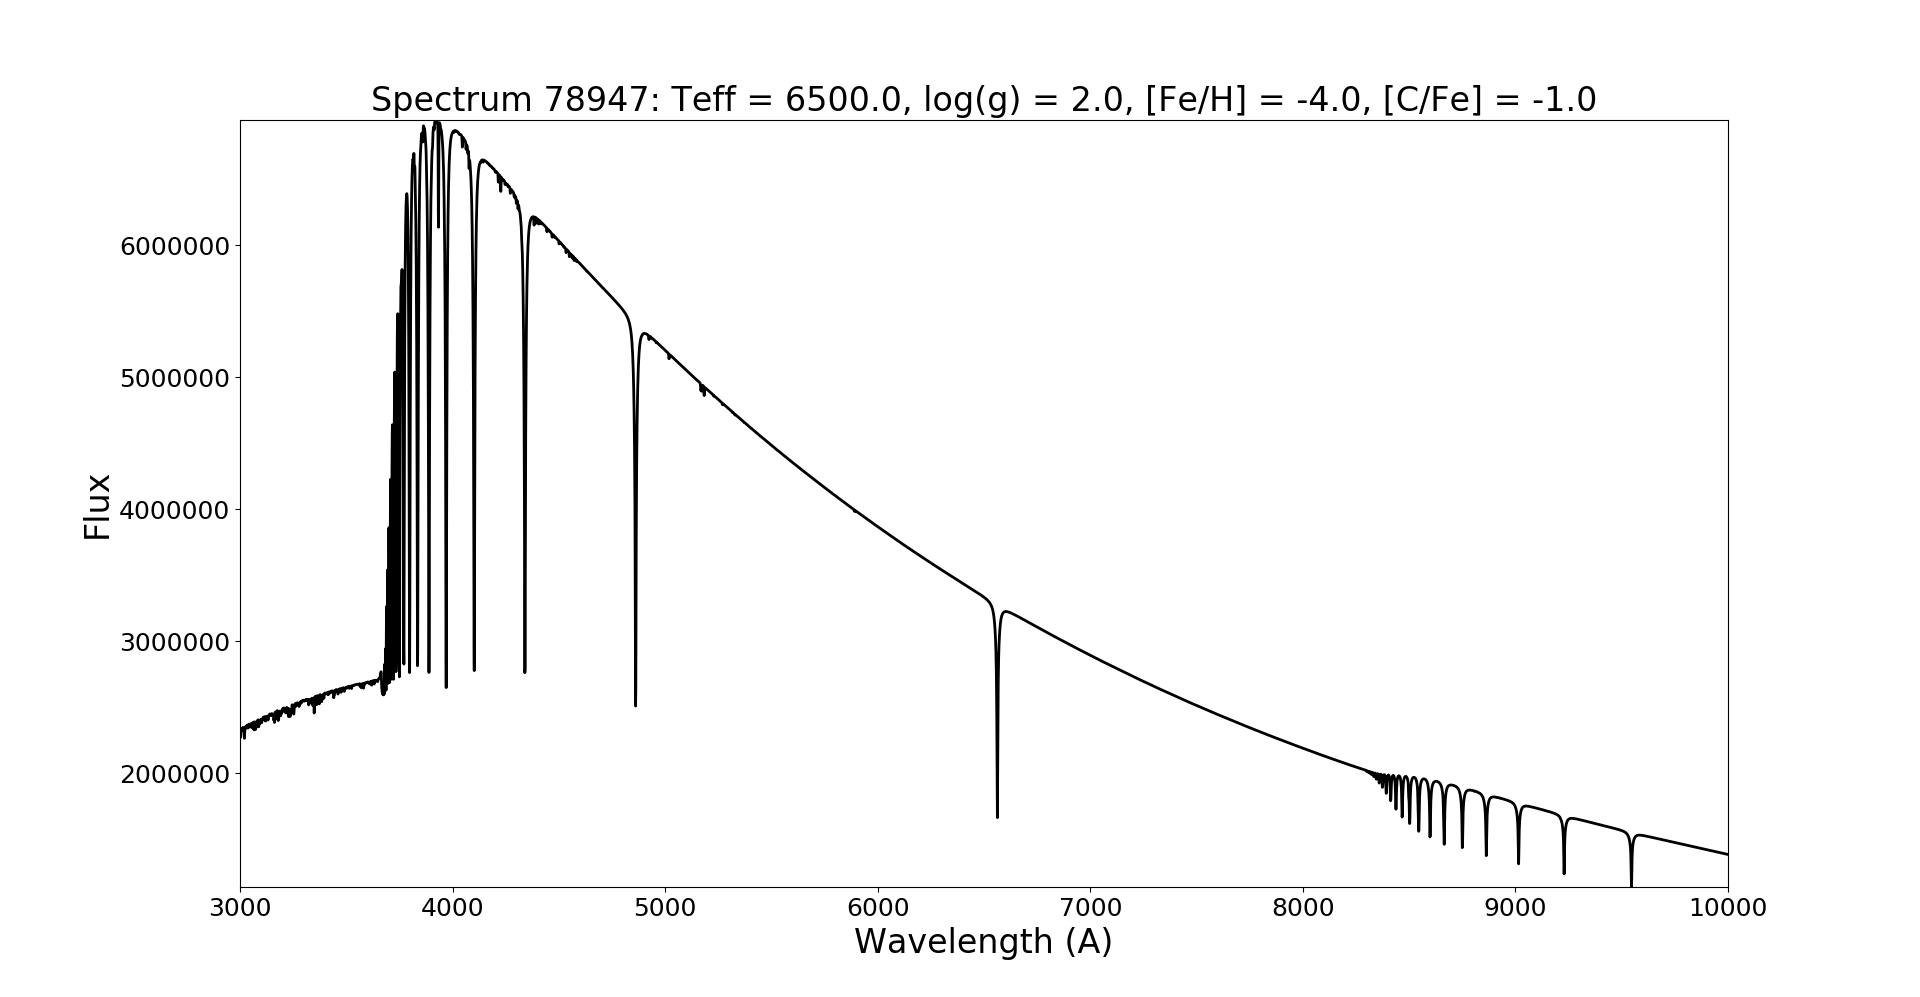 Spectrum 78947: Teff = 6500.0, log(g) = 2.0, [Fe/H] = -4.0, [C/Fe] = -1.0
6000000
5000000
4000000
3000000
2000000
Flux
3000 4000 5000 6000 7000 8000 9000 10000
Wavelength (A)